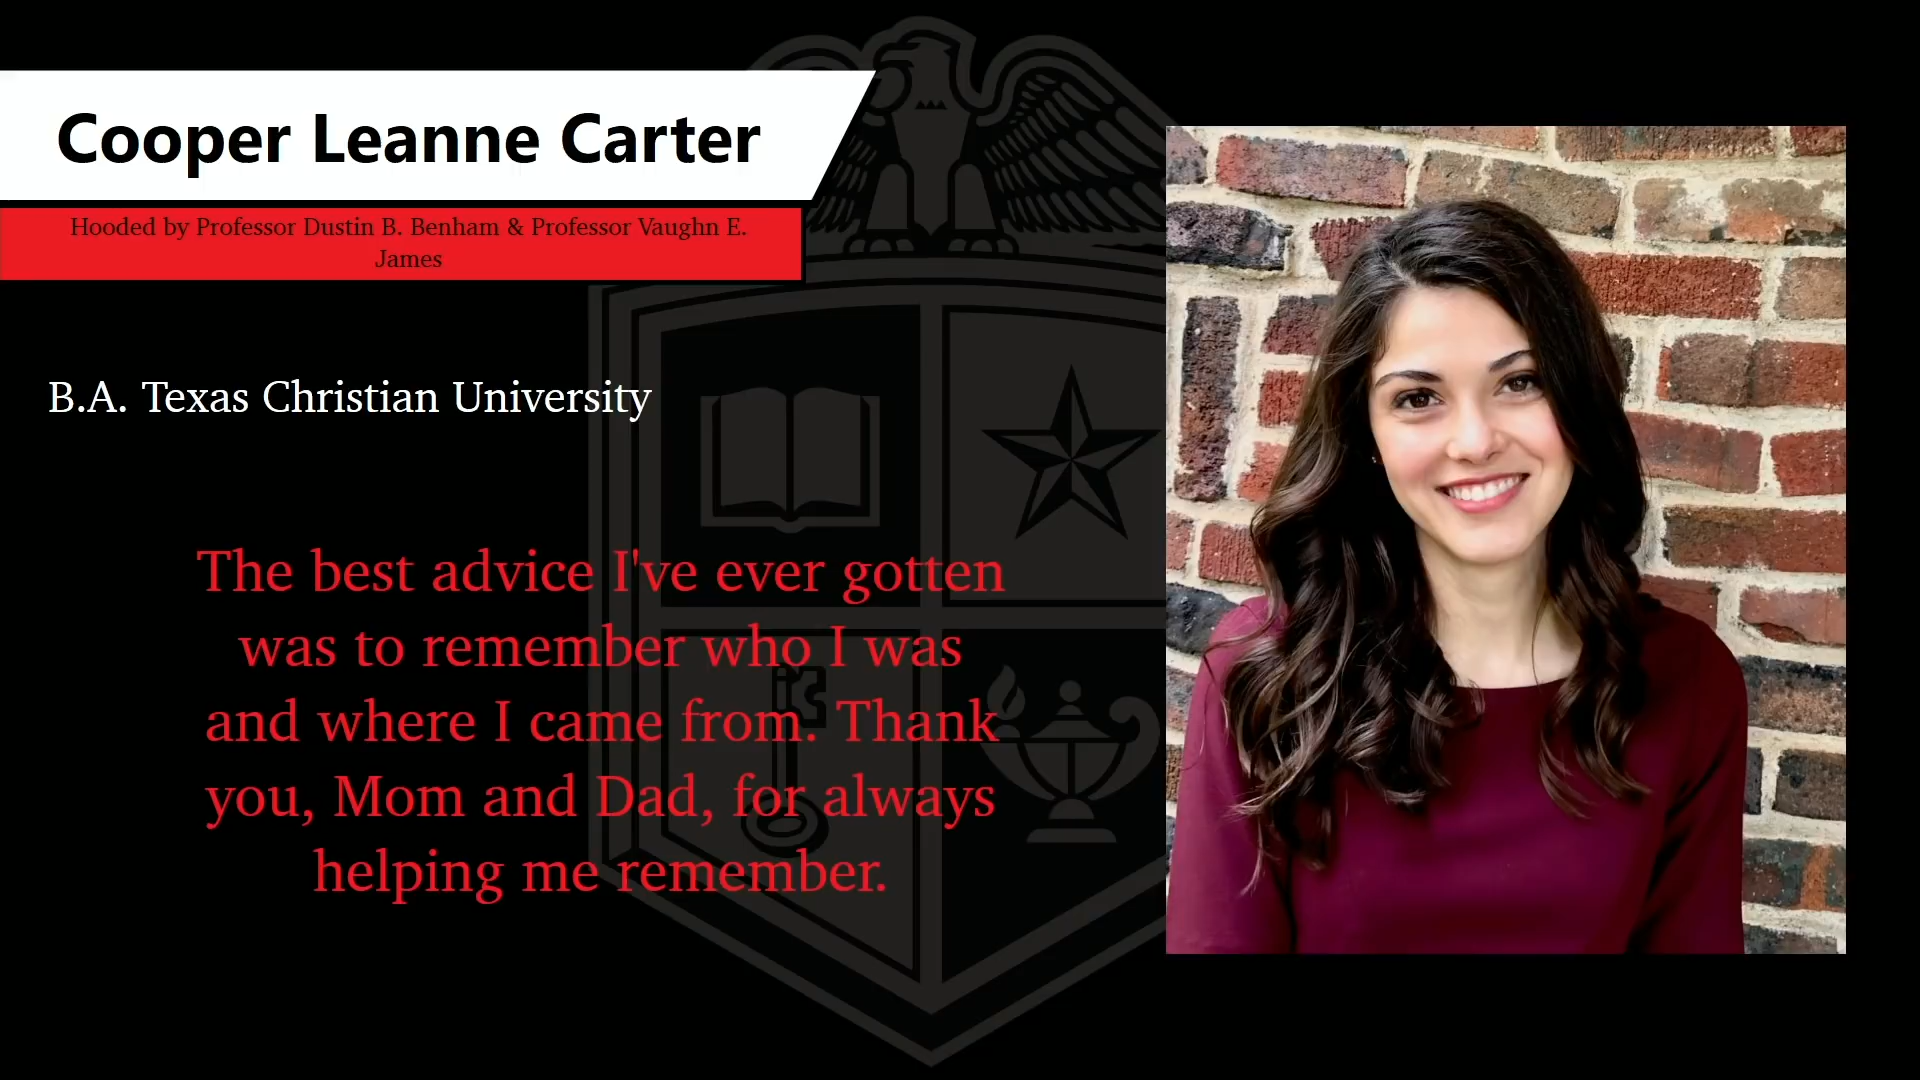 Cooper Leanne Carter
Hooded by Professor Dustin B. Benham & Professor Vaughn E.
James
B.A. Texas Christian University
The best advice I've ever gotten
was to remember who I was
and where I came from. Thank
you, Mom and Dad, for always
helping me remember.